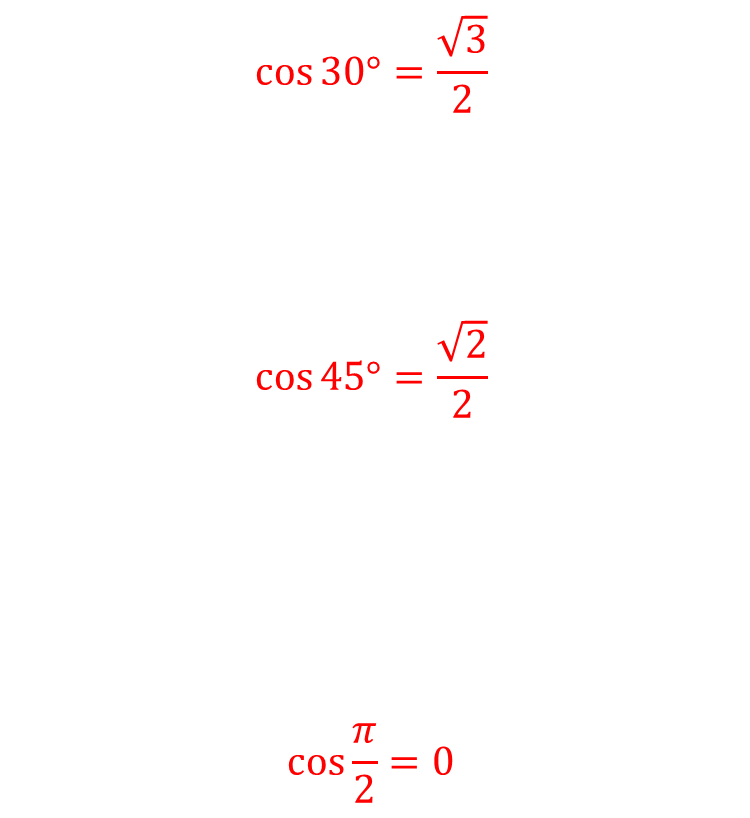 cos 30° = √3/2
cos 45° = √2/2
cos π/2 = 0